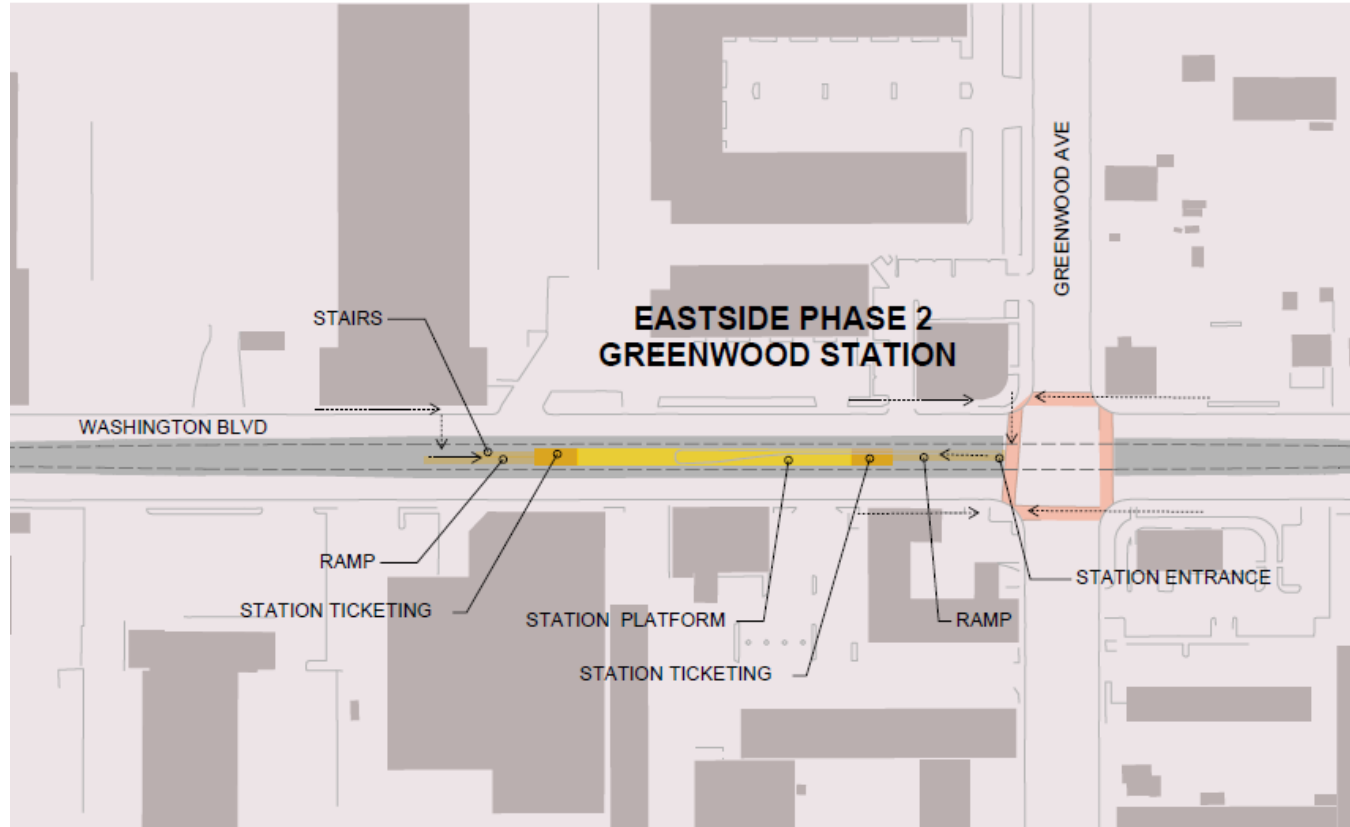 GREENWOOD AVE
STAIRS
EASTSIDE PHASE 2
GREENWOOD STATION
WASHINGTON BLVD
RAMP
STATION TICKETING
STATION PLATFORM
STATION TICKETING
RAMP
STATION ENTRANCE